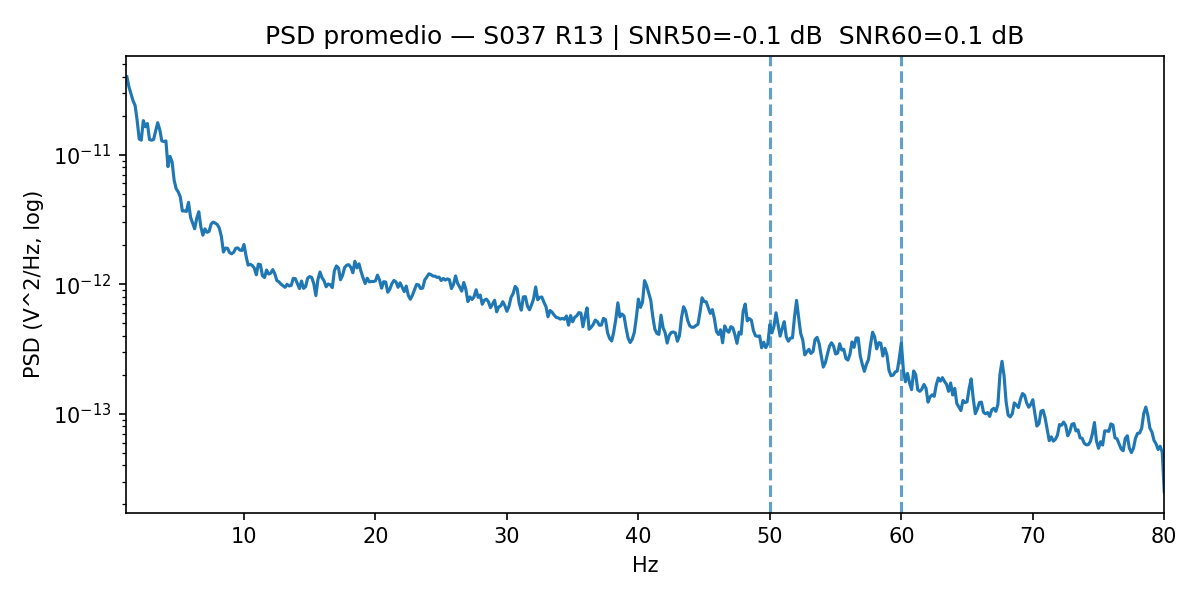 PSD promedio — S037 R13 | SNR50=-0.1 dB  SNR60=0.1 dB
PSD (V^2/Hz, log)
10^−11
10^−12
10^−13
10 20 30 40 50 60 70 80
Hz